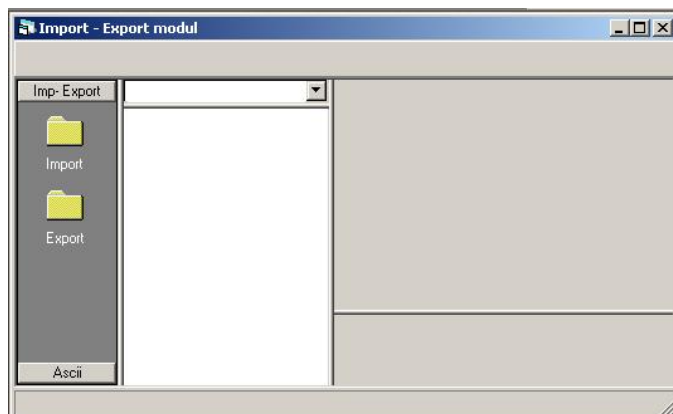 Import - Export modul
Imp- Export
Import
Export
Ascii